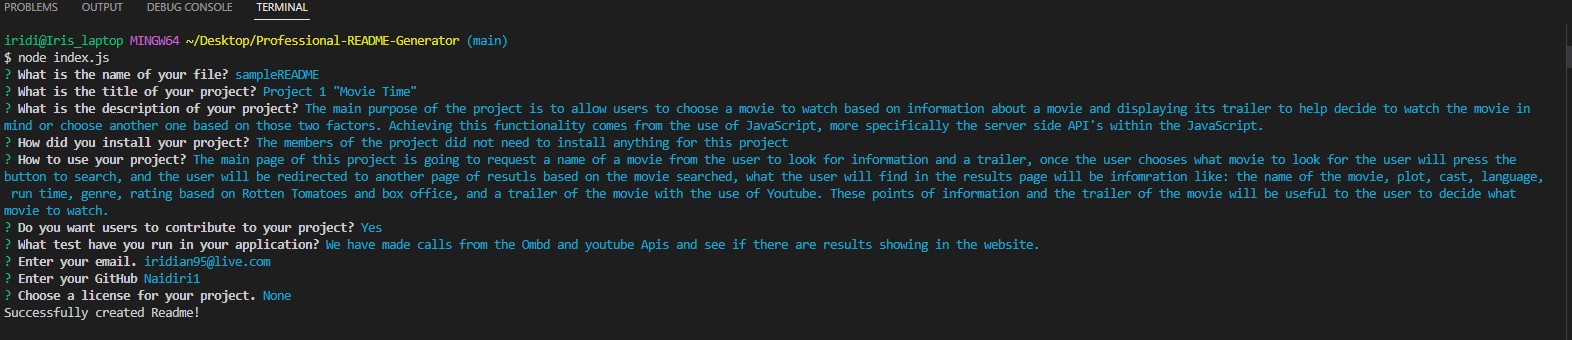 PROBLEMS OUTPUT DEBUG CONSOLE TERMINAL
iridi@Iris_laptop MINGW64 ~/Desktop/Professional-README-Generator (main)
$ node index.js
? What is the name of your file? sampleREADME
? What is the title of your project? Project 1 "Movie Time"
? What is the description of your project? The main purpose of the project is to allow users to choose a movie to watch based on information about a movie and displaying its trailer to help decide to watch the movie in
mind or choose another one based on those two factors. Achieving this functionality comes from the use of JavaScript, more specifically the server side API's within the JavaScript.
? How did you install your project? The members of the project did not need to install anything for this project
? How to use your project? The main page of this project is going to request a name of a movie from the user to look for information and a trailer, once the user chooses what movie to look for the user will press the
button to search, and the user will be redirected to another page of resutls based on the movie searched, what the user will find in the results page will be infomration like: the name of the movie, plot, cast, language,
run time, genre, rating based on Rotten Tomatoes and box office, and a trailer of the movie with the use of Youtube. These points of information and the trailer of the movie will be useful to the user to decide what
movie to watch.
? Do you want users to contribute to your project? Yes
? What test have you run in your application? We have made calls from the Ombd and youtube Apis and see if there are results showing in the website.
? Enter your email. iridian95@live.com
? Enter your GitHub Naidiri1
? Choose a license for your project. None
Successfully created Readme!